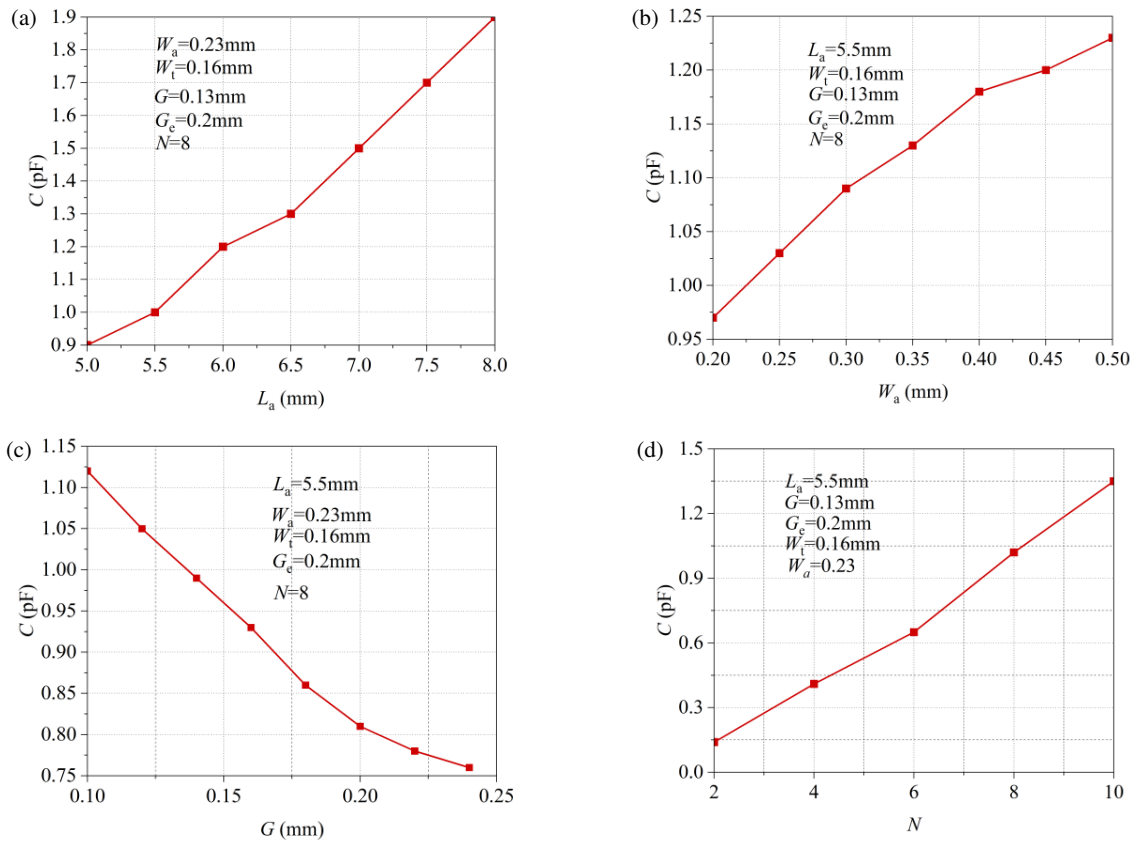 (a)
1.9
1.8
1.7
1.6
1.5
1.4
1.3
1.2
1.1
1.0
0.9
C (pF)
Wa=0.23mm
Wt=0.16mm
G=0.13mm
Ge=0.2mm
N=8
5.0 5.5 6.0 6.5 7.0 7.5 8.0
La (mm)
(b)
1.25
1.20
1.15
1.10
1.05
1.00
0.95
C (pF)
La=5.5mm
Wt=0.16mm
G=0.13mm
Ge=0.2mm
N=8
0.20 0.25 0.30 0.35 0.40 0.45 0.50
Wa (mm)
(c)
1.15
1.10
1.05
1.00
0.95
0.90
0.85
0.80
0.75
C (pF)
La=5.5mm
Wa=0.23mm
Wt=0.16mm
Ge=0.2mm
N=8
0.10 0.15 0.20 0.25
G (mm)
(d)
1.5
1.2
0.9
0.6
0.3
0.0
C (pF)
La=5.5mm
G=0.13mm
Ge=0.2mm
Wt=0.16mm
Wa=0.23
2 4 6 8 10
N